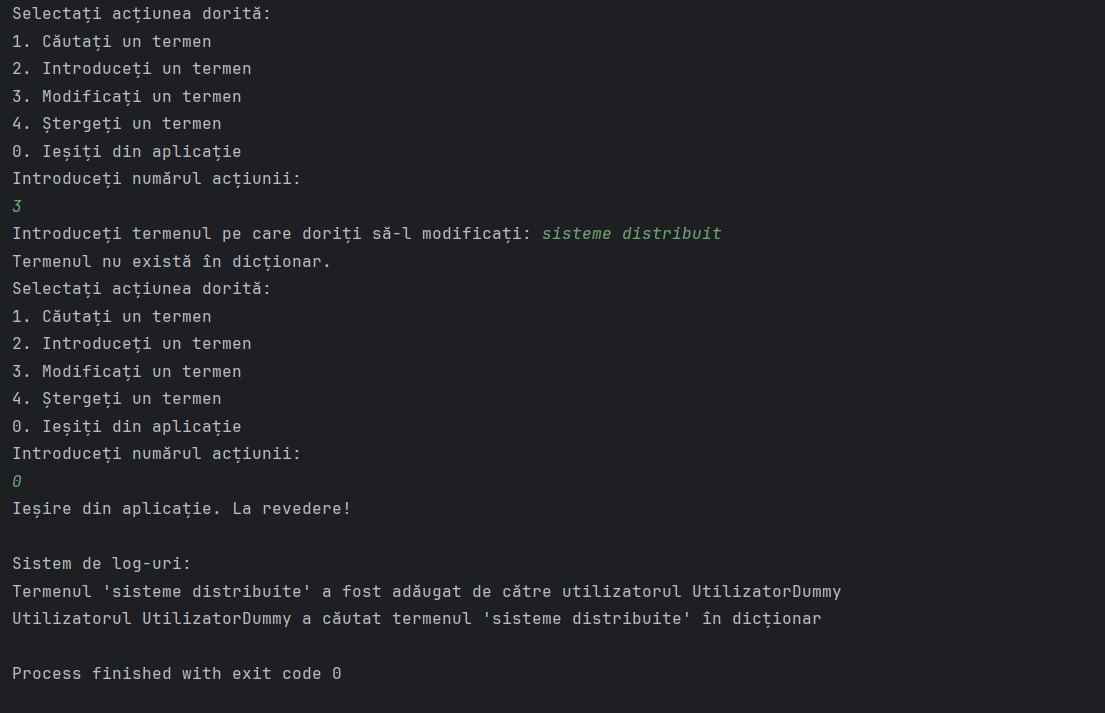 Selectați acțiunea dorită:
1. Căutați un termen
2. Introduceți un termen
3. Modificați un termen
4. Ștergeți un termen
0. Ieșiți din aplicație
Introduceți numărul acțiunii:
3
Introduceți termenul pe care doriți să-l modificați: sisteme distribuit
Termenul nu există în dicționar.
Selectați acțiunea dorită:
1. Căutați un termen
2. Introduceți un termen
3. Modificați un termen
4. Ștergeți un termen
0. Ieșiți din aplicație
Introduceți numărul acțiunii:
0
Ieșire din aplicație. La revedere!
Sistem de log-uri:
Termenul 'sisteme distribuite' a fost adăugat de către utilizatorul UtilizatorDummy
Utilizatorul UtilizatorDummy a căutat termenul 'sisteme distribuite' în dicționar
Process finished with exit code 0